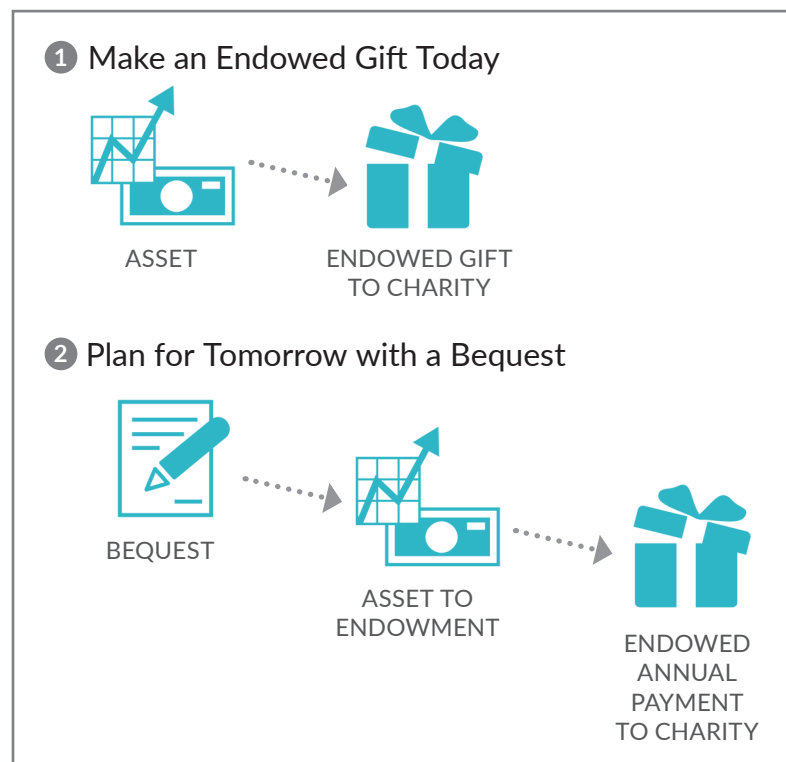 1 Make an Endowed Gift Today
ASSET
ENDOWED GIFT
TO CHARITY
2 Plan for Tomorrow with a Bequest
BEQUEST
ASSET TO
ENDOWMENT
ENDOWED
ANNUAL
PAYMENT
TO CHARITY